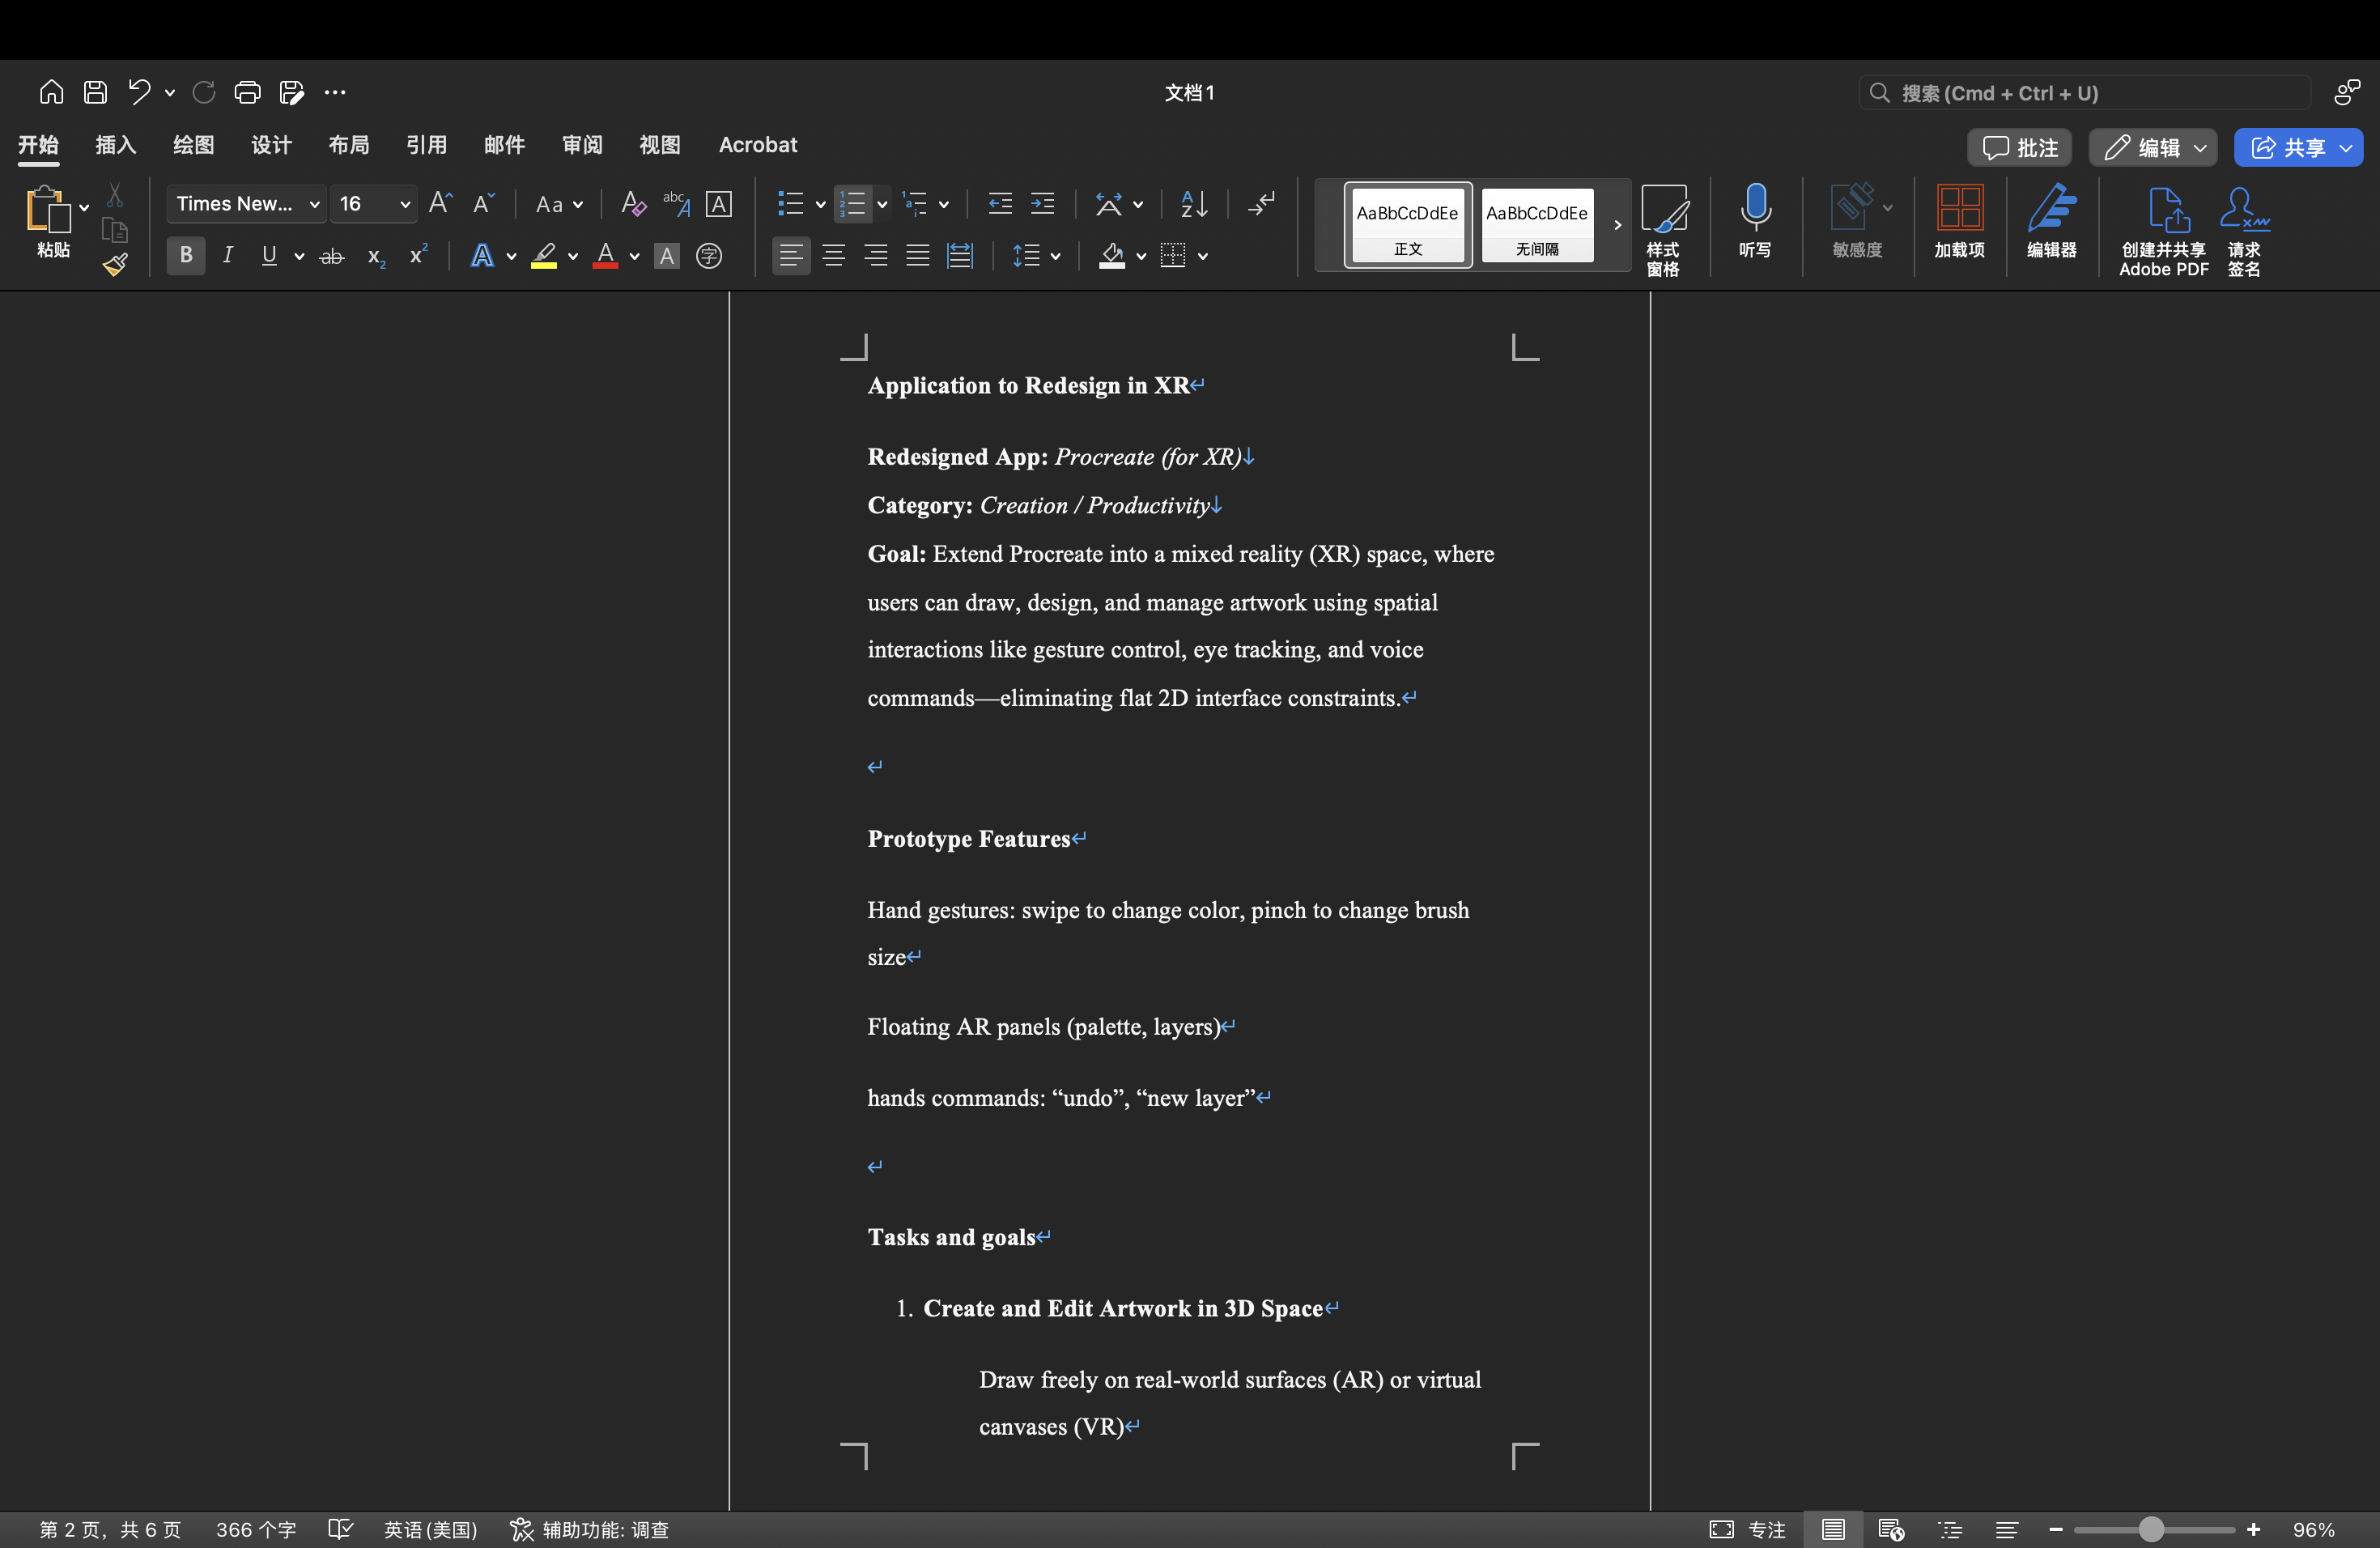 文档1
搜索 (Cmd + Ctrl + U)
开始 插入 绘图 设计 布局 引用 邮件 审阅 视图 Acrobat
批注 编辑 共享
粘贴
Times New... 16
Aa
AaBbCcDdEe
正文
AaBbCcDdEe
无间隔
样式
窗格
听写
敏感度
加载项
编辑器
创建并共享
Adobe PDF
请求
签名
Application to Redesign in XR
Redesigned App: Procreate (for XR)
Category: Creation / Productivity
Goal: Extend Procreate into a mixed reality (XR) space, where
users can draw, design, and manage artwork using spatial
interactions like gesture control, eye tracking, and voice
commands—eliminating flat 2D interface constraints.
Prototype Features
Hand gestures: swipe to change color, pinch to change brush
size
Floating AR panels (palette, layers)
hands commands: “undo”, “new layer”
Tasks and goals
1. Create and Edit Artwork in 3D Space
Draw freely on real-world surfaces (AR) or virtual
canvases (VR)
第 2 页，共 6 页 366 个字 英语(美国) 辅助功能: 调查 专注 96%